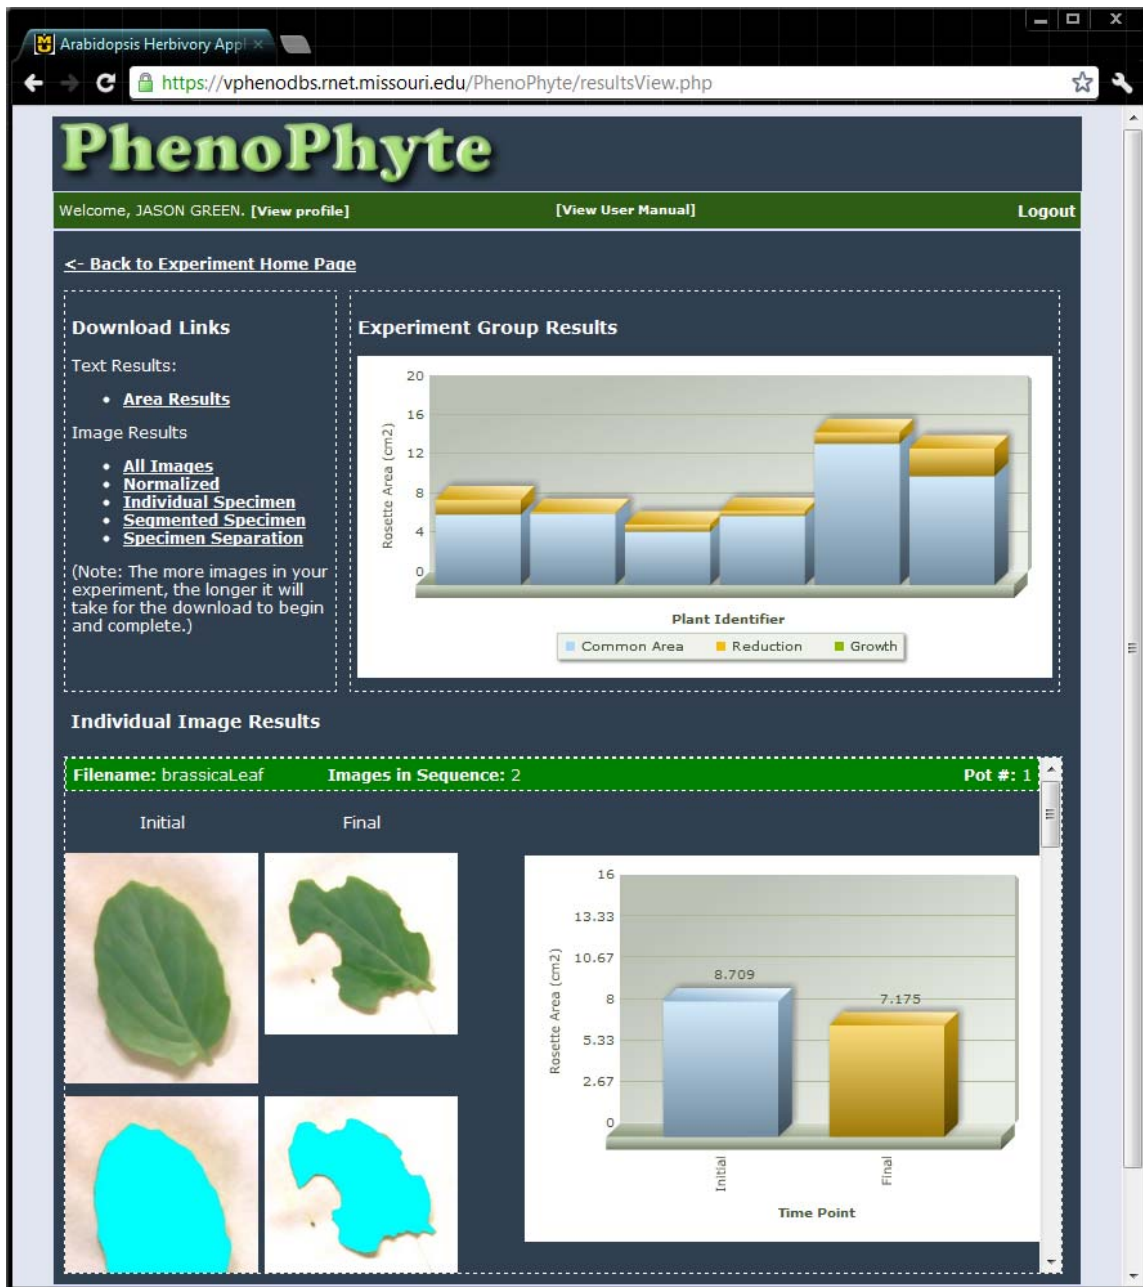 Arabidopsis Herbivory Appl
https://vphenodbs.rnet.missouri.edu/PhenoPhyte/resultsView.php
PhenoPhyte
Welcome, JASON GREEN. [View profile] [View User Manual] Logout
<- Back to Experiment Home Page
Download Links
Text Results:
• Area Results
Image Results
• All Images
• Normalized
• Individual Specimen
• Segmented Specimen
• Specimen Separation
(Note: The more images in your
experiment, the longer it will
take for the download to begin
and complete.)
Experiment Group Results
20
16
12
8
4
0
Rosette Area (cm2)
Plant Identifier
Common Area Reduction Growth
Individual Image Results
Filename: brassicaLeaf Images in Sequence: 2 Pot #: 1
Initial Final
16
13.33
10.67
8
5.33
2.67
0
Rosette Area (cm2)
8.709
7.175
Initial
Final
Time Point